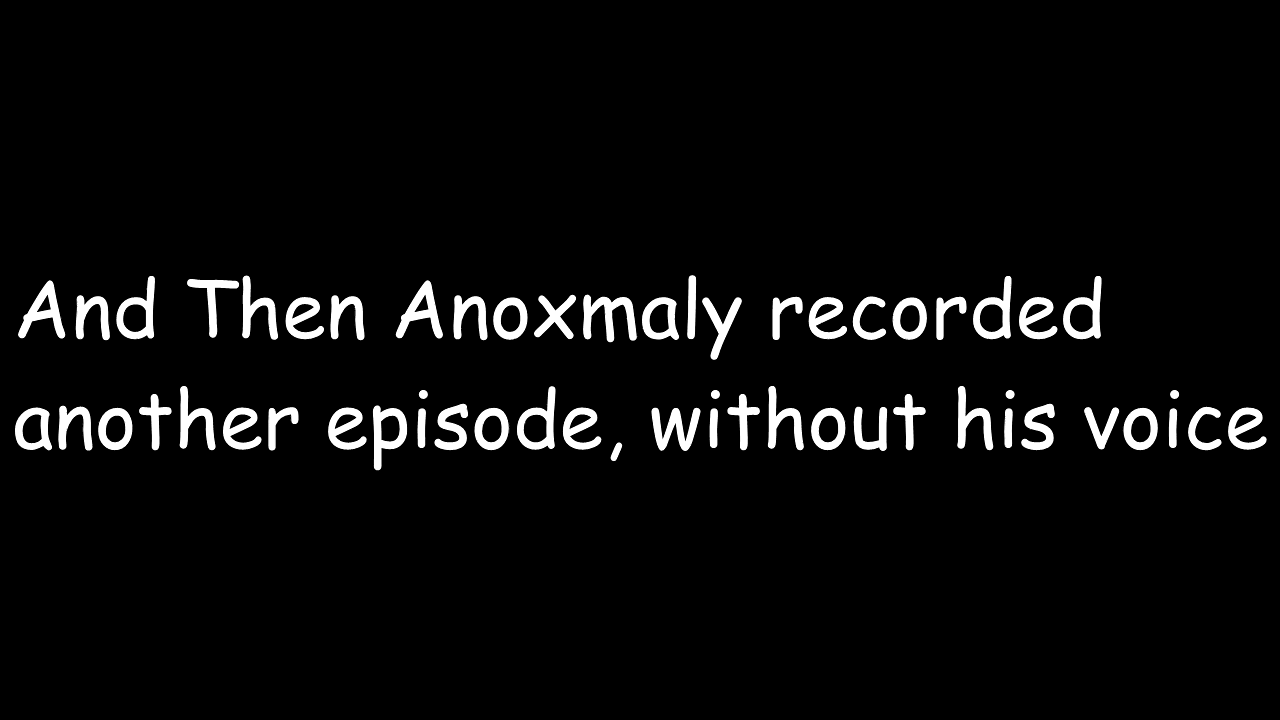 And Then Anoxmaly recorded
another episode, without his voice